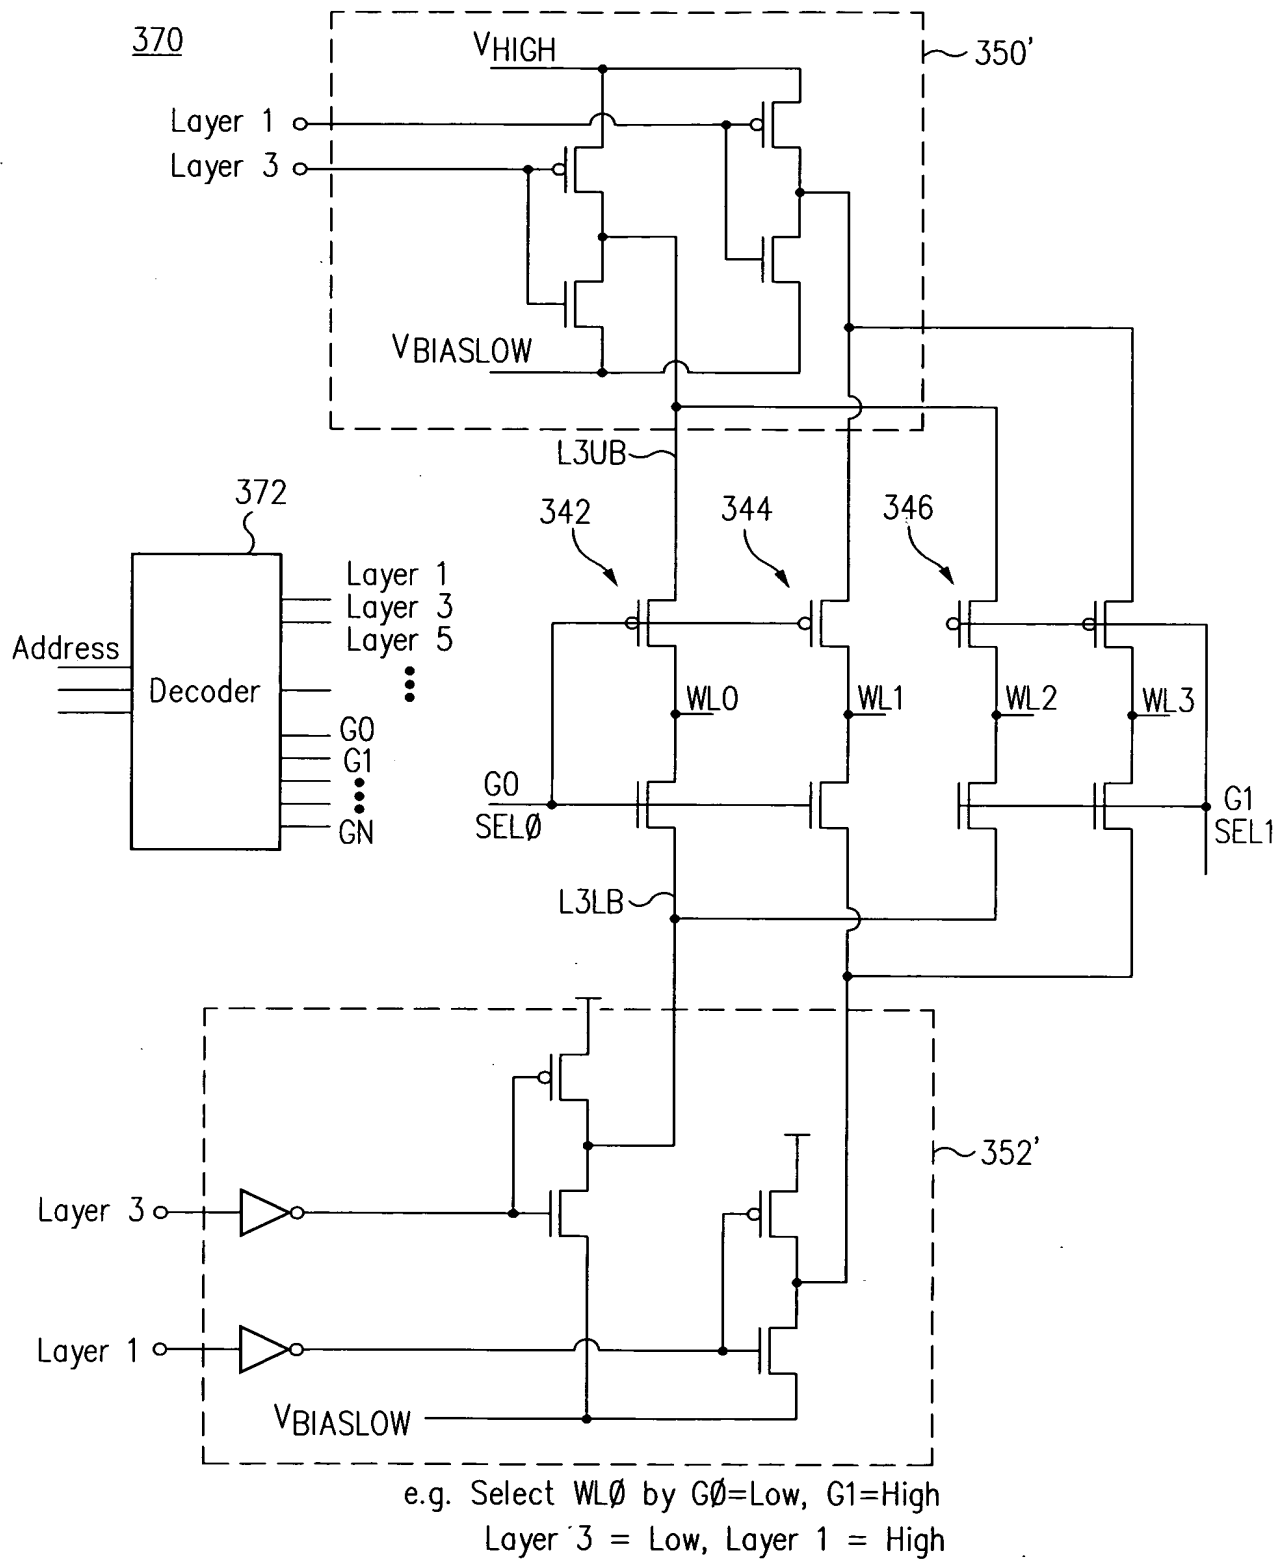 370
VHIGH
350'
Layer 1
Layer 3
VBIASLOW
L3UB
372
342
344
346
Layer 1
Layer 3
Layer 5
Address
Decoder
WL0
WL1
WL2
WL3
G0
G1
GN
G0
SELØ
G1
SEL1
L3LB
352'
Layer 3
Layer 1
VBIASLOW
e.g. Select WLØ by GØ=Low, G1=High
Layer 3 = Low, Layer 1 = High